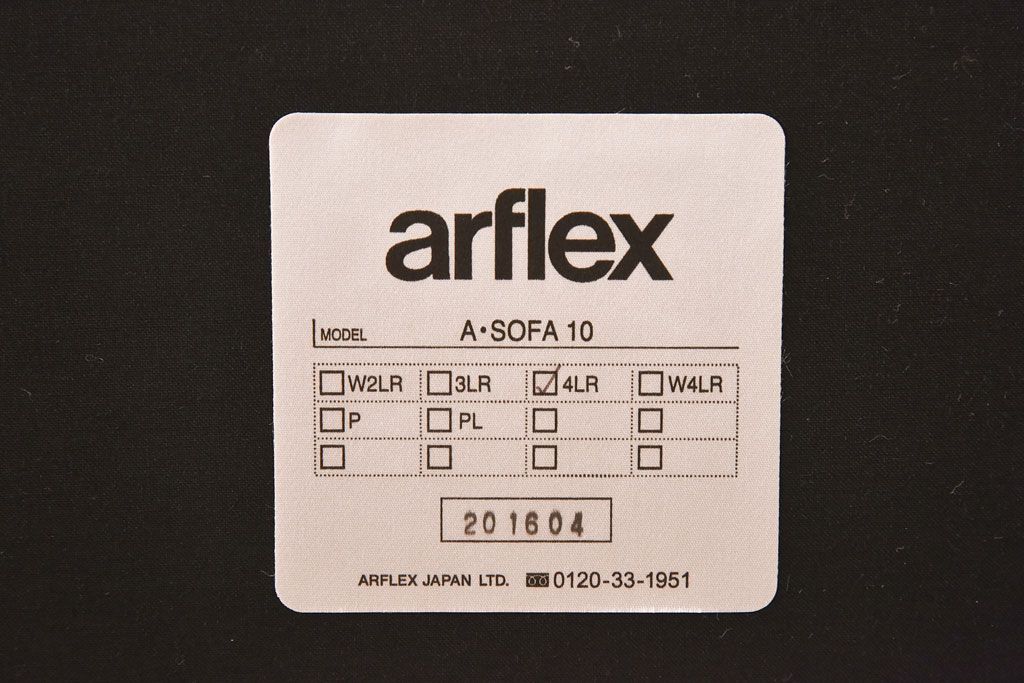 arflex
MODEL A・SOFA 10
☐ W2LR ☐ 3LR ☑ 4LR ☐ W4LR
☐ P ☐ PL ☐ ☐
☐ ☐ ☐ ☐
201604
ARFLEX JAPAN LTD. 0120-33-1951